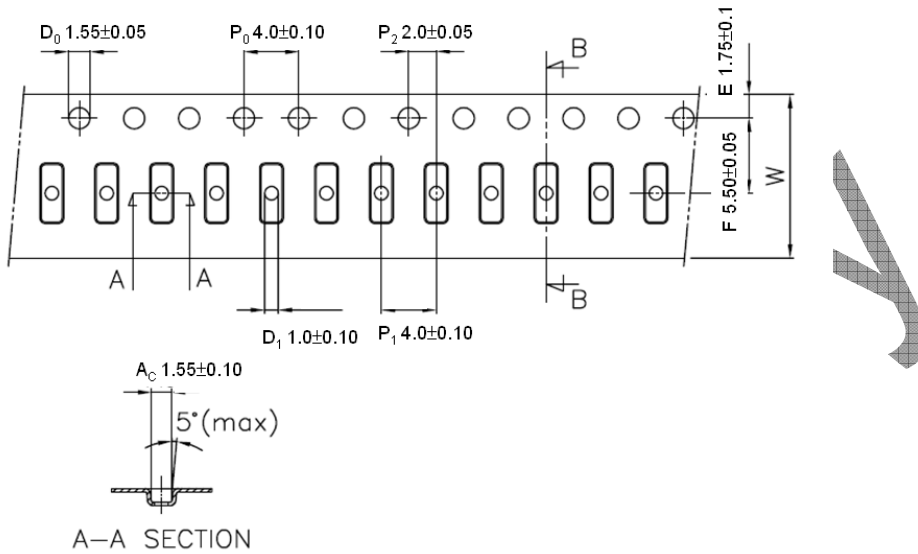 D0 1.55±0.05
P0 4.0±0.10
P2 2.0±0.05
B
E 1.75±0.1
W
F 5.50±0.05
A A
B
D1 1.0±0.10
P1 4.0±0.10
AC 1.55±0.10
5°(max)
A–A SECTION